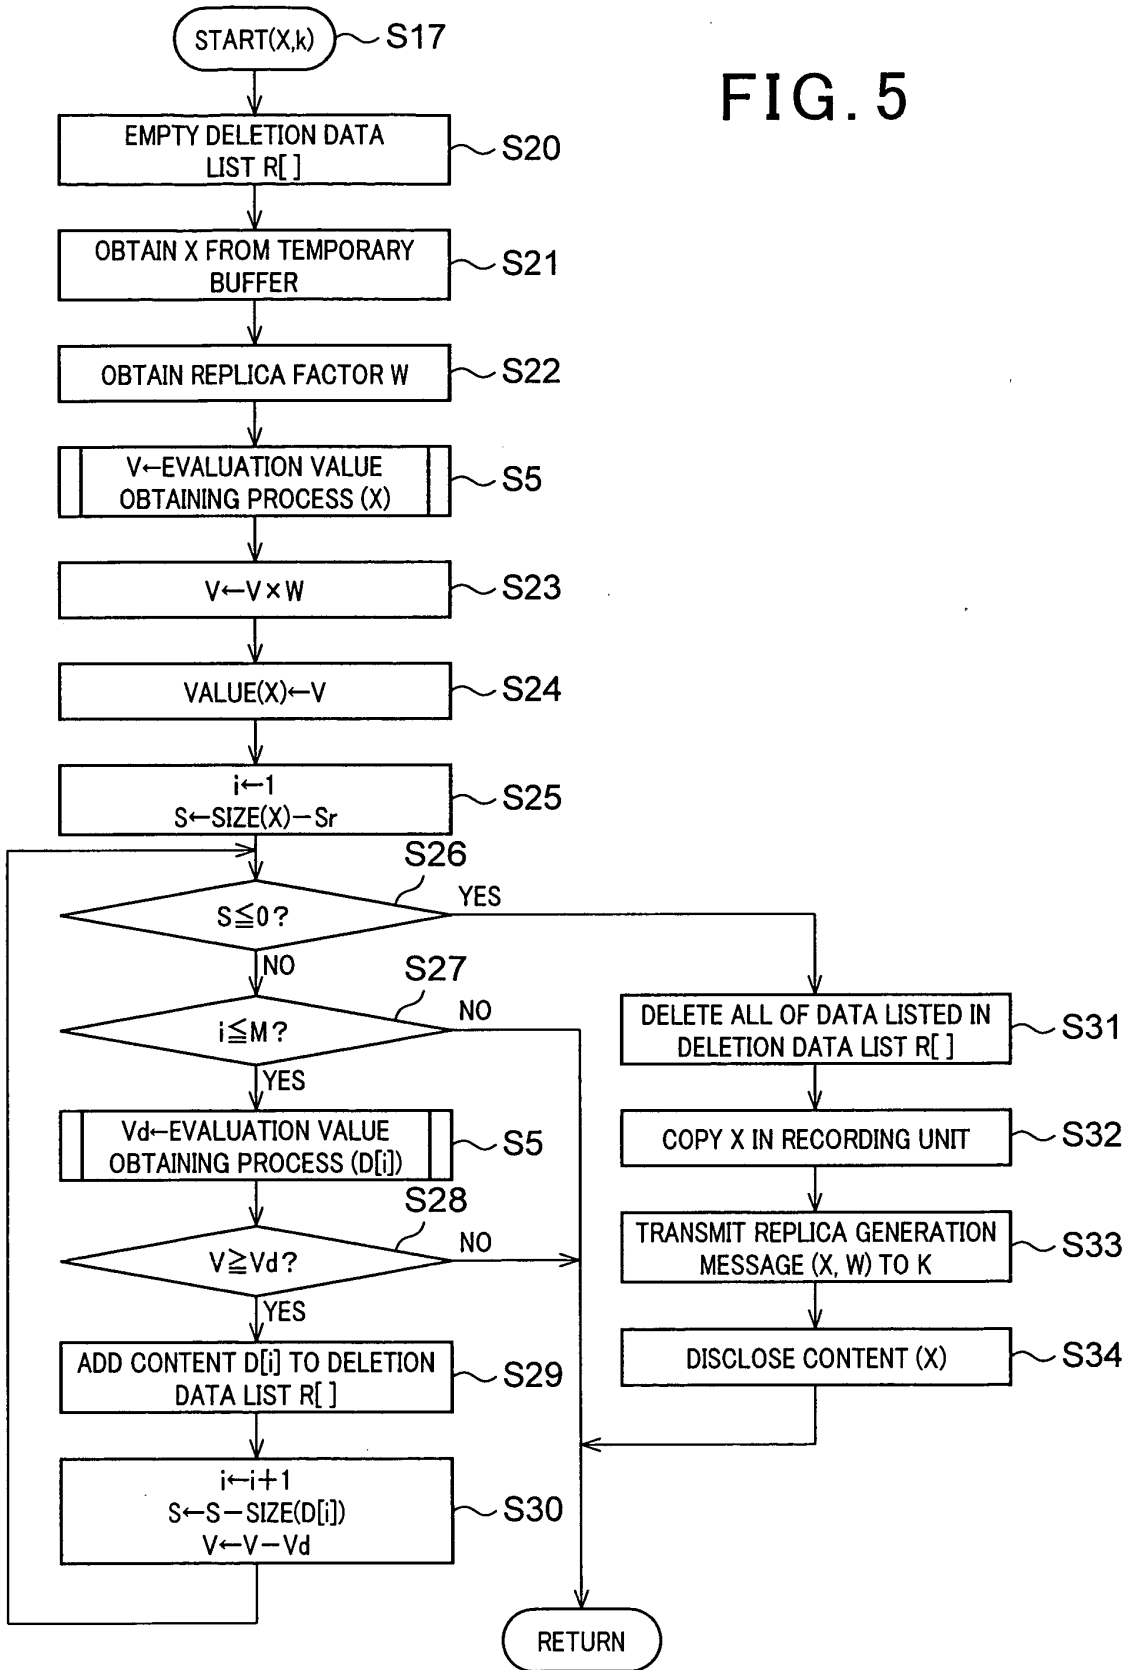 FIG. 5
START(X,k)
S17
EMPTY DELETION DATA
LIST R[ ]
S20
OBTAIN X FROM TEMPORARY
BUFFER
S21
OBTAIN REPLICA FACTOR W
S22
V←EVALUATION VALUE
OBTAINING PROCESS (X)
S5
V←V×W
S23
VALUE(X)←V
S24
i←1
S←SIZE(X)−Sr
S25
S26
S≦0?
YES
NO
S27
i≦M?
NO
YES
Vd←EVALUATION VALUE
OBTAINING PROCESS (D[i])
S5
S28
V≧Vd?
NO
YES
ADD CONTENT D[i] TO DELETION
DATA LIST R[ ]
S29
i←i+1
S←S−SIZE(D[i])
V←V−Vd
S30
DELETE ALL OF DATA LISTED IN
DELETION DATA LIST R[ ]
S31
COPY X IN RECORDING UNIT
S32
TRANSMIT REPLICA GENERATION
MESSAGE (X, W) TO K
S33
DISCLOSE CONTENT (X)
S34
RETURN